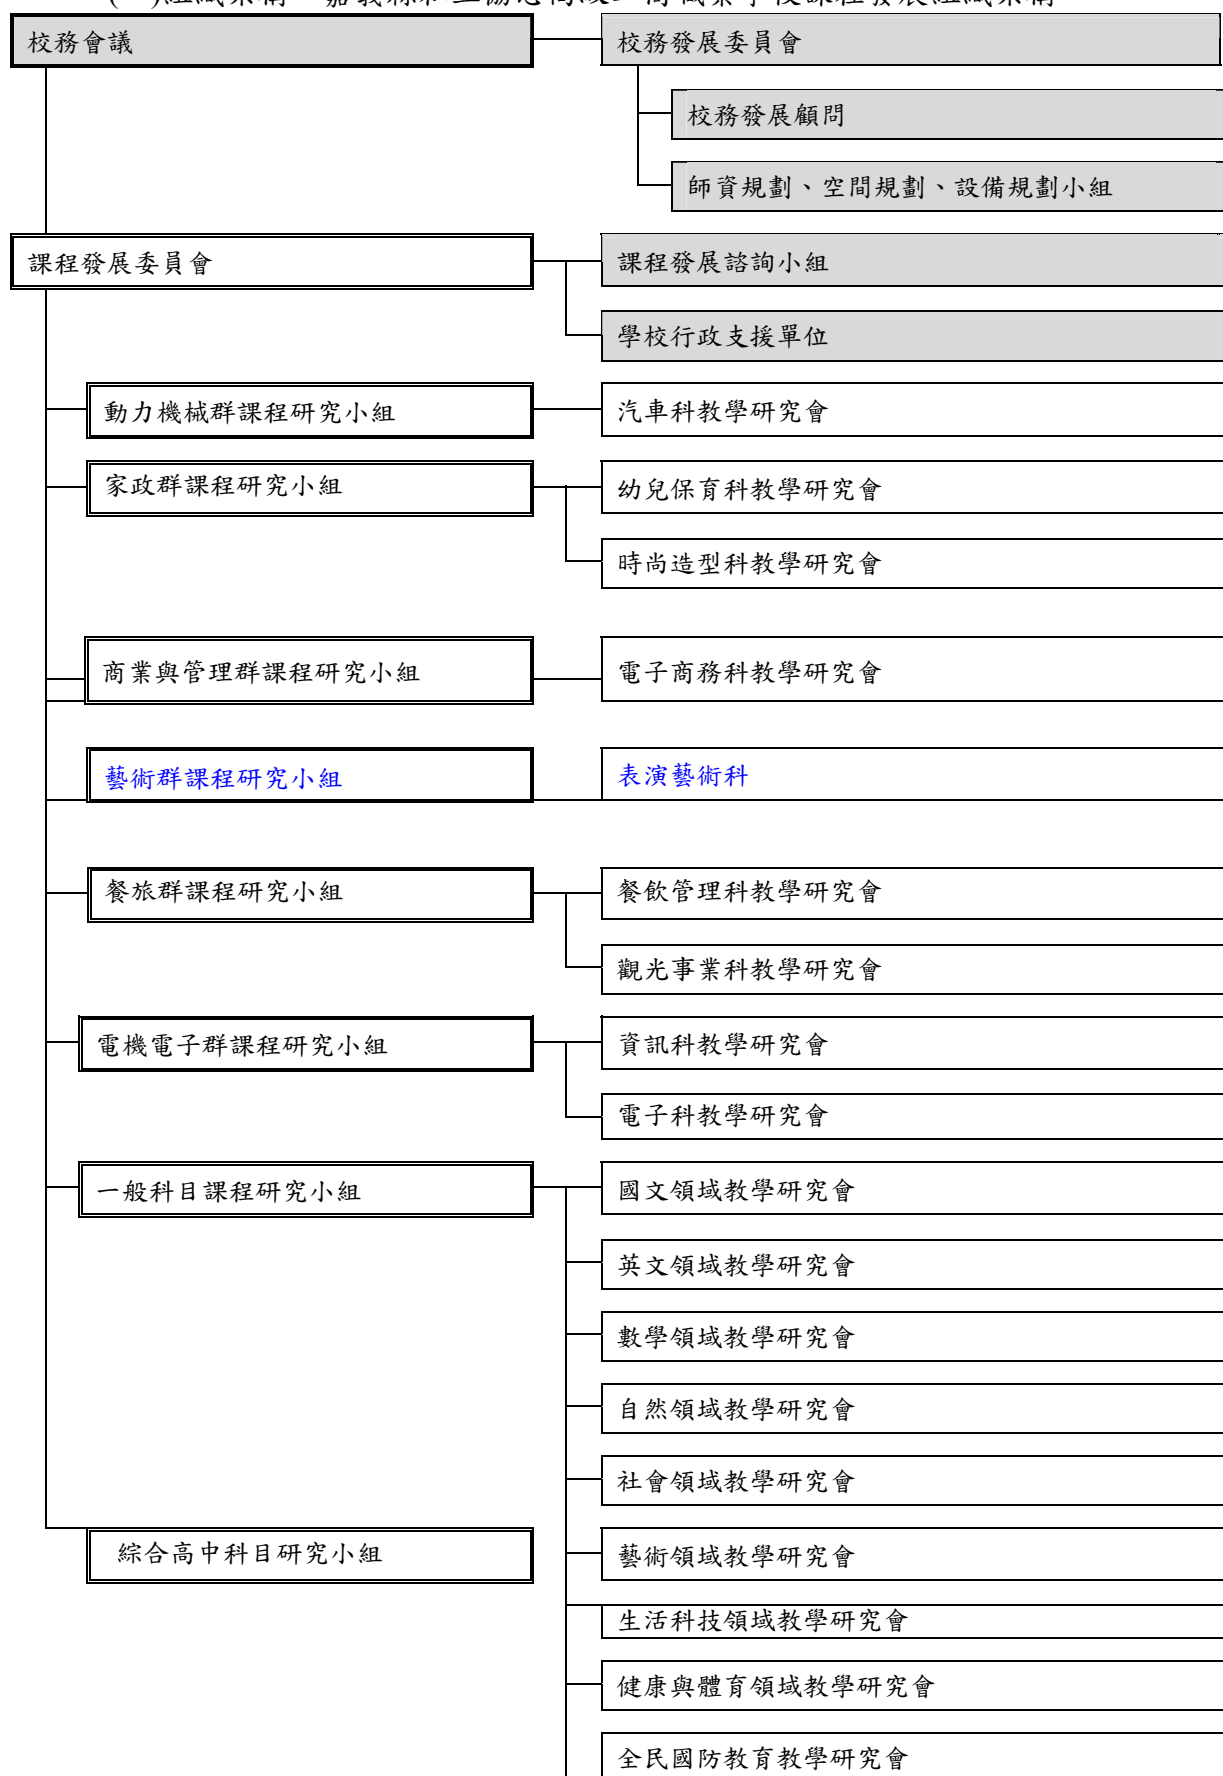 校務會議
校務發展委員會
校務發展顧問
師資規劃、空間規劃、設備規劃小組
課程發展委員會
課程發展諮詢小組
學校行政支援單位
動力機械群課程研究小組
汽車科教學研究會
家政群課程研究小組
幼兒保育科教學研究會
時尚造型科教學研究會
商業與管理群課程研究小組
電子商務科教學研究會
藝術群課程研究小組
表演藝術科
餐旅群課程研究小組
餐飲管理科教學研究會
觀光事業科教學研究會
電機電子群課程研究小組
資訊科教學研究會
電子科教學研究會
一般科目課程研究小組
國文領域教學研究會
英文領域教學研究會
數學領域教學研究會
自然領域教學研究會
社會領域教學研究會
綜合高中科目研究小組
藝術領域教學研究會
生活科技領域教學研究會
健康與體育領域教學研究會
全民國防教育教學研究會